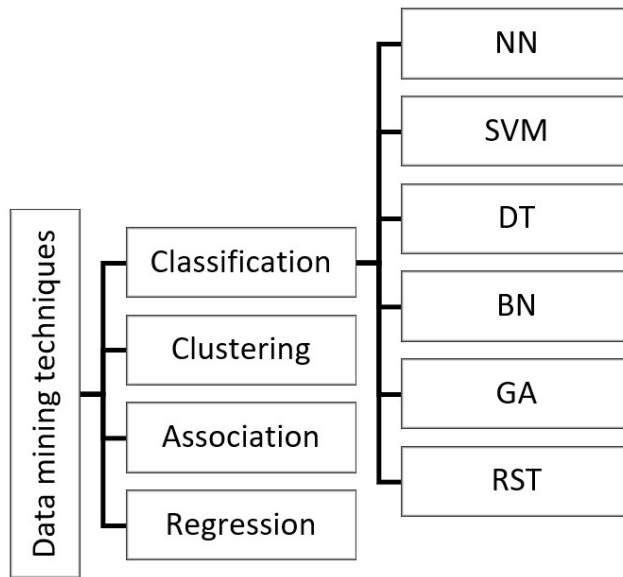 Data mining techniques
Classification
Clustering
Association
Regression
NN
SVM
DT
BN
GA
RST